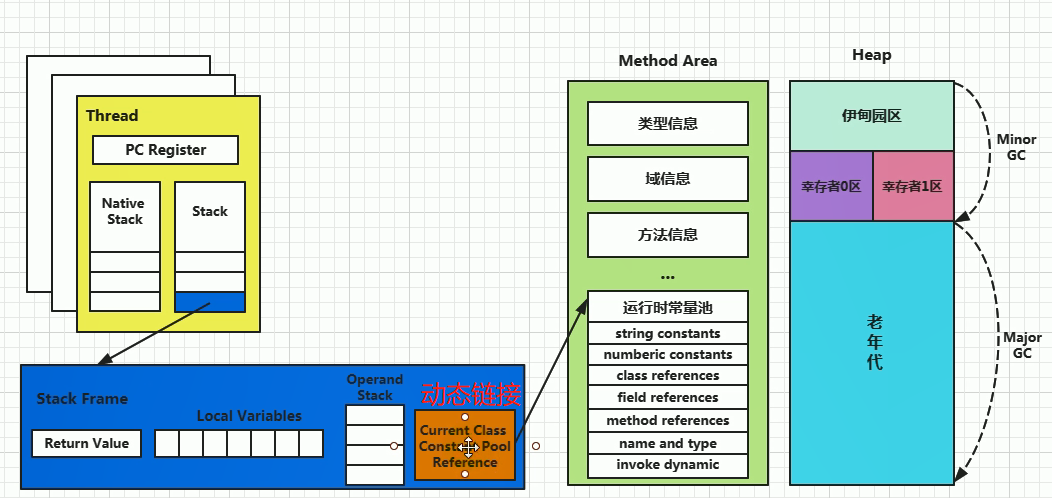 Thread
PC Register
Native
Stack
Stack
Stack Frame
Return Value
Local Variables
Operand
Stack
动态链接
Current Class
Constant Pool
Reference
Method Area
类型信息
域信息
方法信息
...
运行时常量池
string constants
numberic constants
class references
field references
method references
name and type
invoke dynamic
Heap
伊甸园区
幸存者0区
幸存者1区
老
年
代
Minor
GC
Major
GC